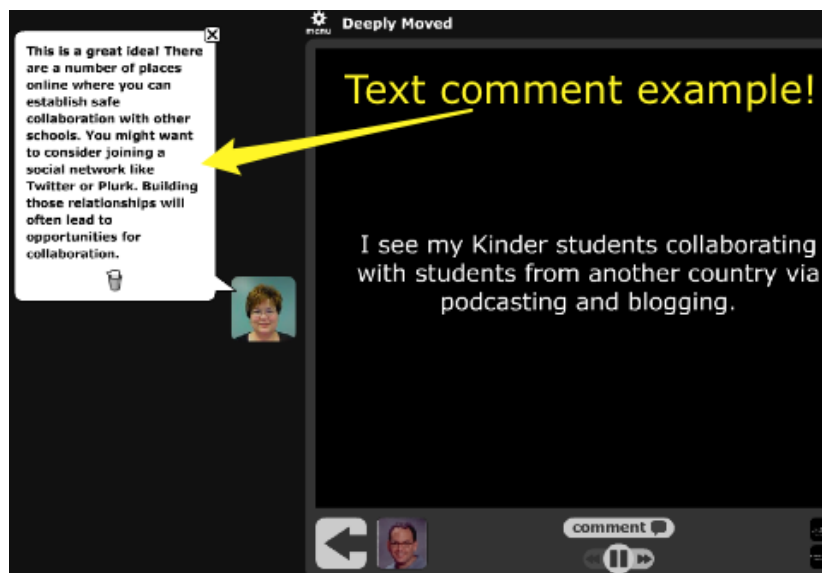 menu Deeply Moved
This is a great idea! There
are a number of places
online where you can
establish safe
collaboration with other
schools. You might want
to consider joining a
social network like
Twitter or Plurk. Building
those relationships will
often lead to
opportunities for
collaboration.
Text comment example!
I see my Kinder students collaborating
with students from another country via
podcasting and blogging.
comment